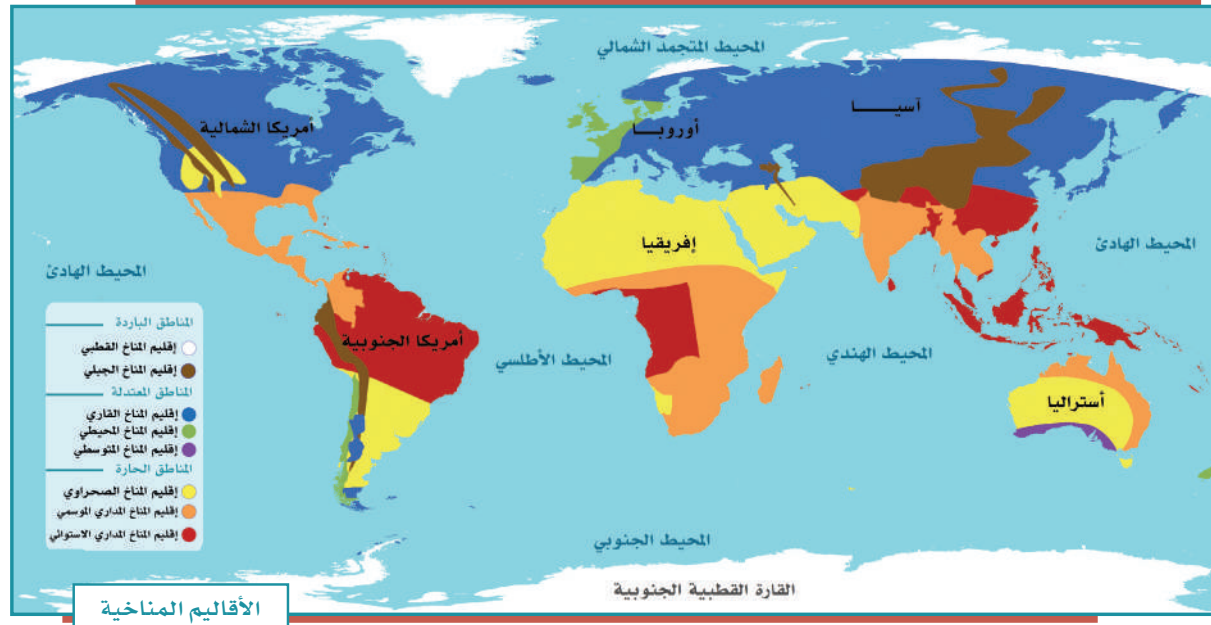 المحيط المتجمد الشمالي
آسيـــــا
أوروبـــــا
أمريكا الشمالية
إفريقيا
المحيط الهادئ
المحيط الهادئ
المناطق الباردة
إقليم المناخ القطبي
إقليم المناخ الجبلي
المناطق المعتدلة
إقليم المناخ القاري
إقليم المناخ المحيطي
إقليم المناخ المتوسطي
المناطق الحارة
إقليم المناخ الصحراوي
إقليم المناخ المداري الموسمي
إقليم المناخ المداري الاستوائي
أمريكا الجنوبية
المحيط الأطلسي
المحيط الهندي
أستراليا
المحيط الجنوبي
القارة القطبية الجنوبية
الأقاليم المناخية